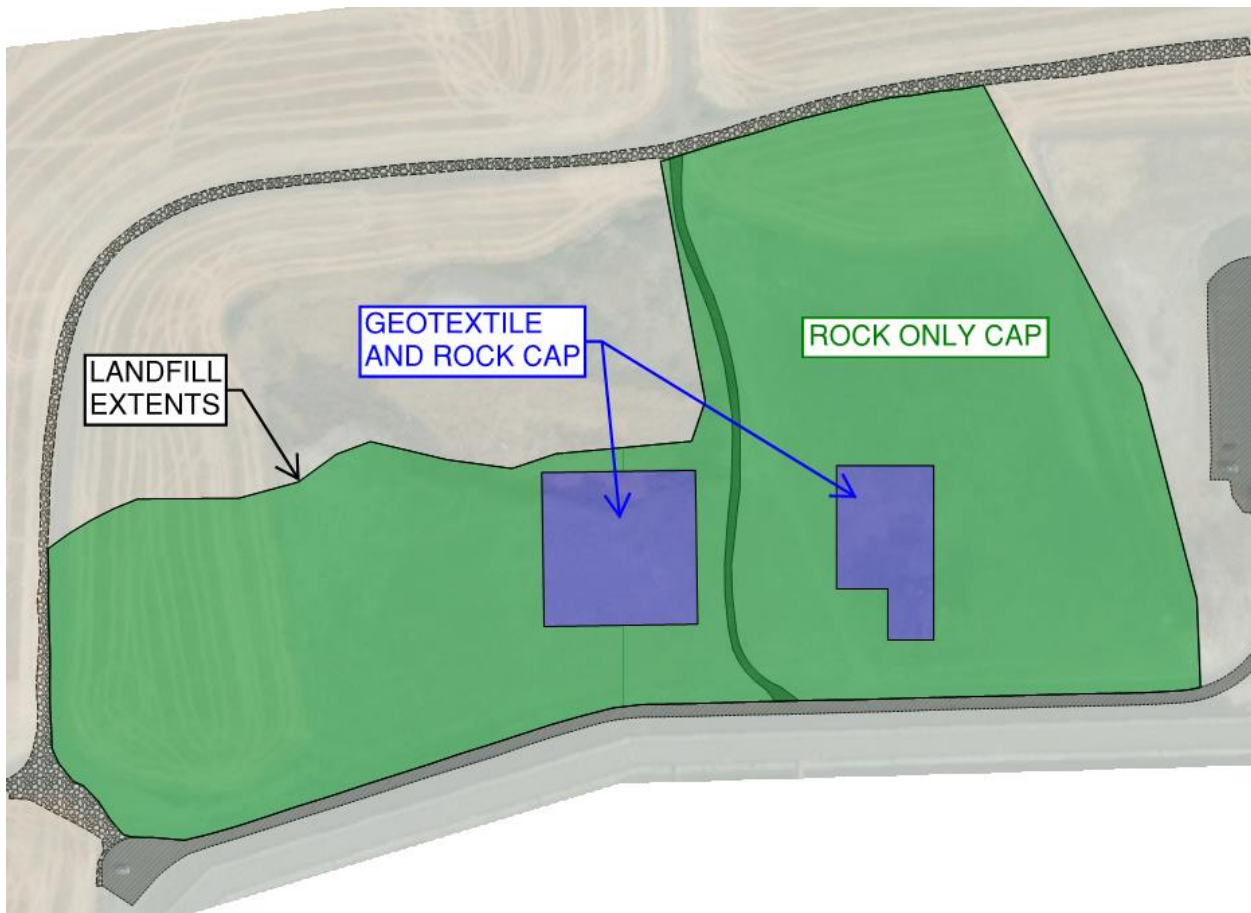 GEOTEXTILE
AND ROCK CAP
ROCK ONLY CAP
LANDFILL
EXTENTS